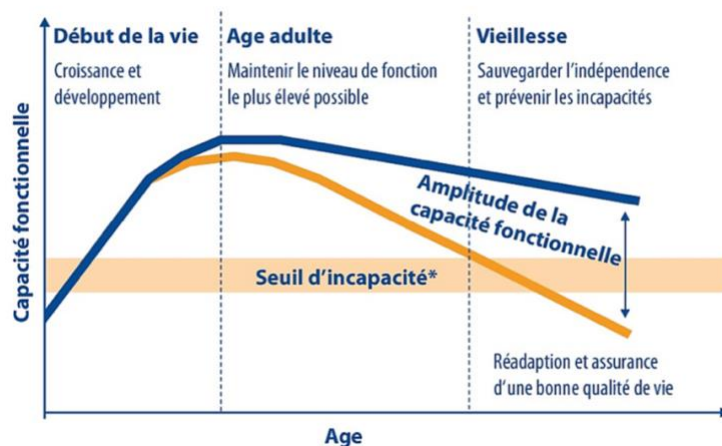 Début de la vie
Croissance et
développement
Age adulte
Maintenir le niveau de fonction
le plus élevé possible
Vieillesse
Sauvegarder l'indépendence
et prévenir les incapacités
Capacité fonctionnelle
Amplitude de la
capacité fonctionnelle
Seuil d'incapacité*
Réadaption et assurance
d'une bonne qualité de vie
Age